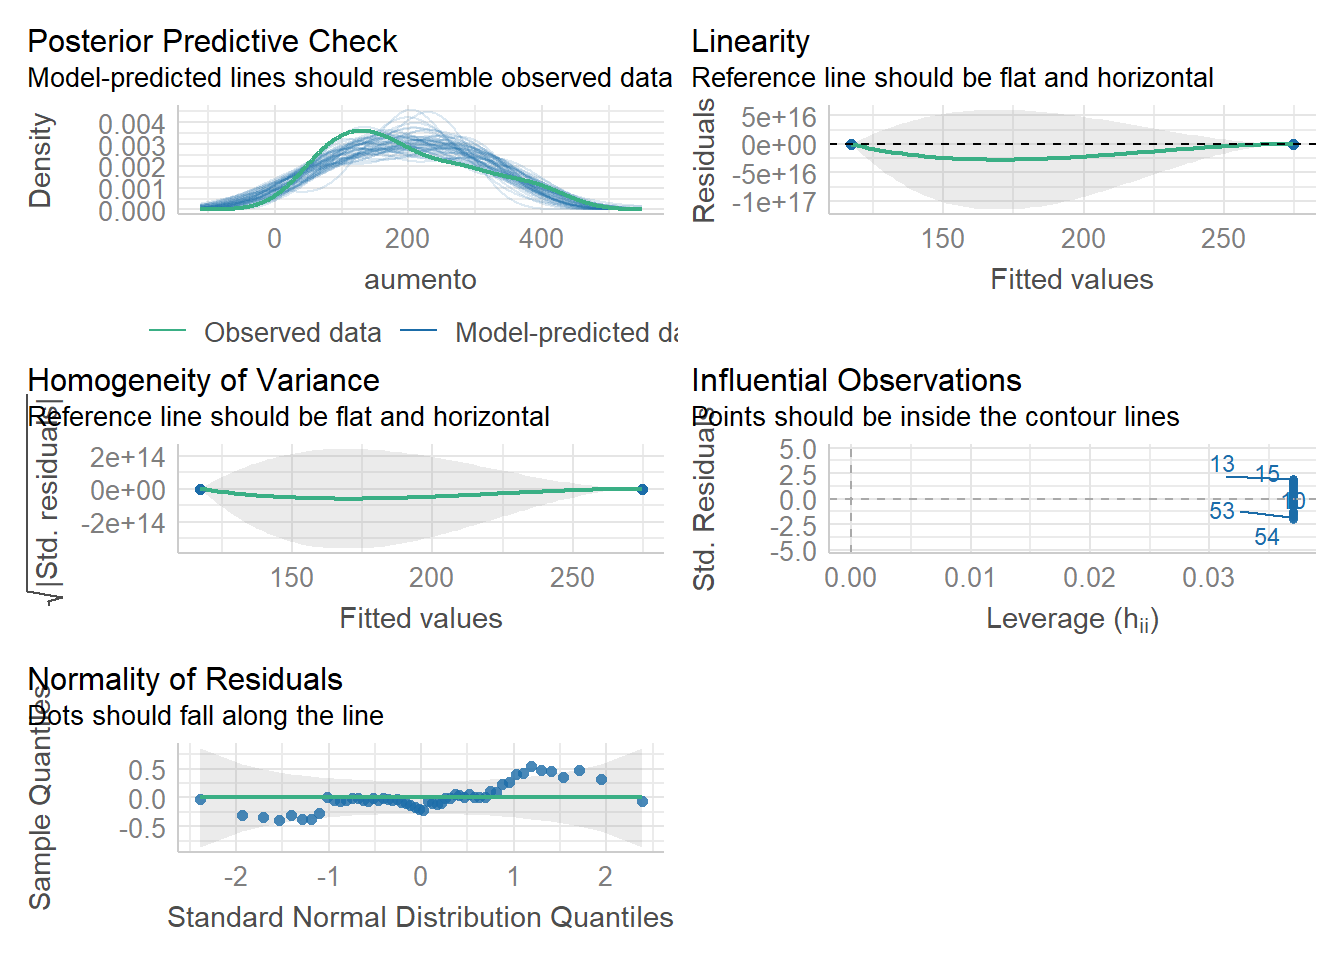 Posterior Predictive Check
Model-predicted lines should resemble observed data
Density
0.004
0.003
0.002
0.001
0.000
0 200 400
aumento
Observed data Model-predicted da
Linearity
Reference line should be flat and horizontal
Residuals
5e+16
0e+00
-5e+16
-1e+17
150 200 250
Fitted values
Homogeneity of Variance
Reference line should be flat and horizontal
√|Std. residuals|
2e+14
0e+00
-2e+14
150 200 250
Fitted values
Influential Observations
Points should be inside the contour lines
Std. Residuals
5.0
2.5
0.0
-2.5
-5.0
13 15
10
53
54
0.00 0.01 0.02 0.03
Leverage (hii)
Normality of Residuals
Dots should fall along the line
Sample Quantiles
0.5
0.0
-0.5
-2 -1 0 1 2
Standard Normal Distribution Quantiles